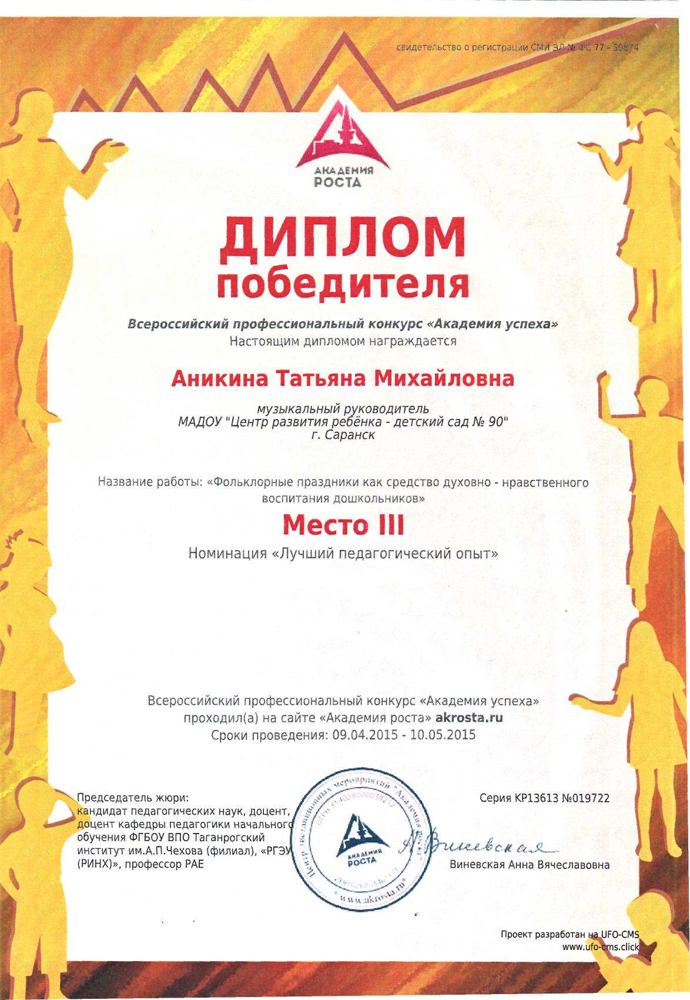 свидетельство о регистрации СМИ ЭЛ № ФС 77 - 59874
АКАДЕМИЯ
РОСТА
ДИПЛОМ
победителя
Всероссийский профессиональный конкурс «Академия успеха»
Настоящим дипломом награждается
Аникина Татьяна Михайловна
музыкальный руководитель
МАДОУ "Центр развития ребёнка - детский сад № 90"
г. Саранск
Название работы: «Фольклорные праздники как средство духовно - нравственного
воспитания дошкольников»
Место III
Номинация «Лучший педагогический опыт»
Всероссийский профессиональный конкурс «Академия успеха»
проходил(а) на сайте «Академия роста» akrosta.ru
Сроки проведения: 09.04.2015 - 10.05.2015
Председатель жюри:
кандидат педагогических наук, доцент,
доцент кафедры педагогики начального
обучения ФГБОУ ВПО Таганрогский
институт им.А.П.Чехова (филиал), «РГЭУ
(РИНХ)», профессор РАЕ
Центр дистанционных мероприятий "Академия роста"
АКАДЕМИЯ
РОСТА
www.akrosta.ru
Серия КР13613 №019722
А Виневская
Виневская Анна Вячеславовна
Проект разработан на UFO-CMS
www.ufo-cms.click